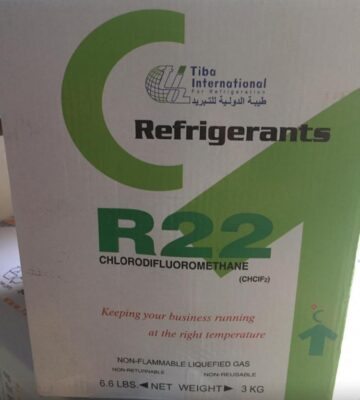 Tiba
International
For Refrigeration
طيبة الدولية للتبريد
Refrigerants
R22
CHLORODIFLUOROMETHANE
(CHClF₂)
Keeping your business running
at the right temperature
NON-FLAMMABLE LIQUEFIED GAS
NON-RETURNABLE NON-REUSABLE
6.6 LBS.◄ NET WEIGHT► 3 KG